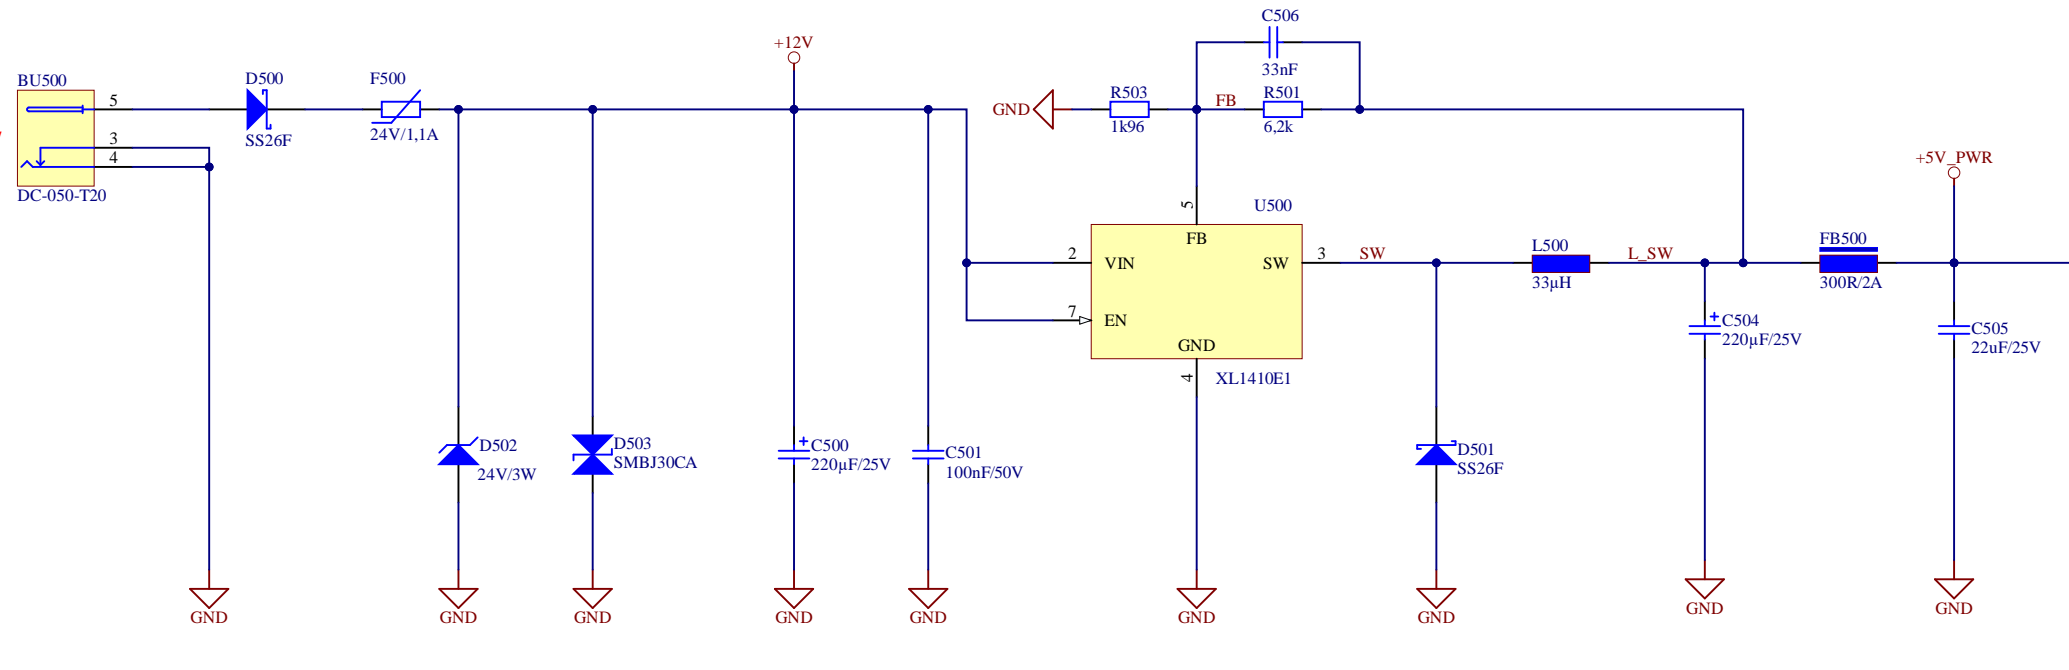 BU500
5
3
4
DC-050-T20
D500
SS26F
F500
24V/1,1A
+12V
GND
R503
1k96
FB
C506
33nF
R501
6,2k
5
U500
FB
2
VIN
SW
3
SW
7
EN
GND
4
XL1410E1
L500
33µH
L_SW
FB500
300R/2A
+5V_PWR
+
C504
220µF/25V
C505
22uF/25V
D502
24V/3W
D503
SMBJ30CA
+
C500
220µF/25V
C501
100nF/50V
D501
SS26F
GND
GND
GND
GND
GND
GND
GND
GND
GND